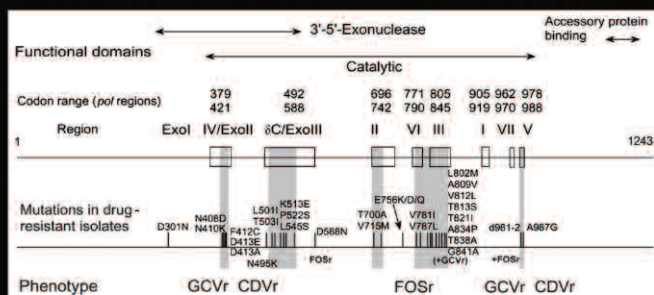 Functional domains
3'-5'-Exonuclease
Accessory protein
binding
Catalytic
Codon range (pol regions)
379 492 696 771 805 905 962 978
421 588 742 790 845 919 970 988
Region ExoI IV/ExoII δC/ExoIII II VI III I VII V
1 1243
Mutations in drug-
resistant isolates
D301N
N408D
N410K
F412C
D413E
D413A
L501I
T503I
K513E
P522S
L545S
N495K
D588N
FOSr
T700A
V715M
E756K/D/Q
V781I
V787L
L802M
A809V
V812L
T813S
T821I
A834P
T838A
G841A
(+GCVr)
d981-2
+FOSr
A987G
Phenotype GCVr CDVr FOSr GCVr CDVr